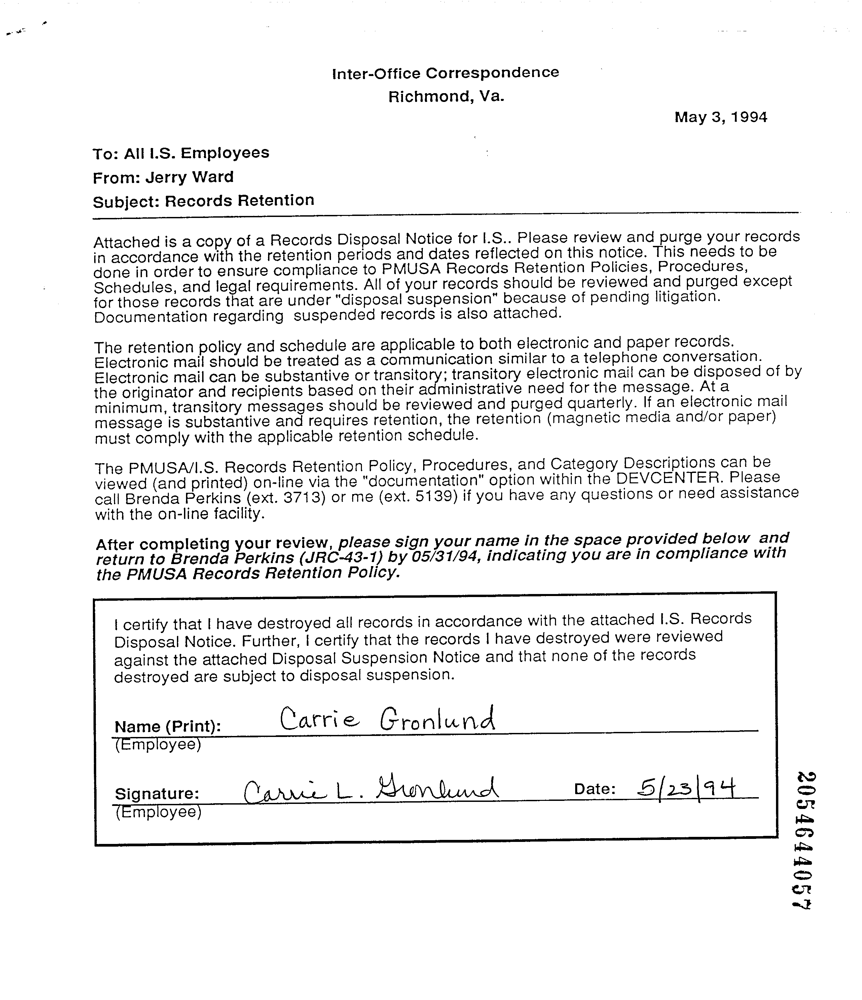 Inter-Office Correspondence
Richmond, Va.
May 3, 1994
To: All I.S. Employees
From: Jerry Ward
Subject: Records Retention
Attached is a copy of a Records Disposal Notice for I.S.. Please review and purge your records
in accordance with the retention periods and dates reflected on this notice. This needs to be
done in order to ensure compliance to PMUSA Records Retention Policies, Procedures,
Schedules, and legal requirements. All of your records should be reviewed and purged except
for those records that are under "disposal suspension" because of pending litigation.
Documentation regarding suspended records is also attached.
The retention policy and schedule are applicable to both electronic and paper records.
Electronic mail should be treated as a communication similar to a telephone conversation.
Electronic mail can be substantive or transitory; transitory electronic mail can be disposed of by
the originator and recipients based on their administrative need for the message. At a
minimum, transitory messages should be reviewed and purged quarterly. If an electronic mail
message is substantive and requires retention, the retention (magnetic media and/or paper)
must comply with the applicable retention schedule.
The PMUSA/I.S. Records Retention Policy, Procedures, and Category Descriptions can be
viewed (and printed) on-line via the "documentation" option within the DEVCENTER. Please
call Brenda Perkins (ext. 3713) or me (ext. 5139) if you have any questions or need assistance
with the on-line facility.
After completing your review, please sign your name in the space provided below and
return to Brenda Perkins (JRC-43-1) by 05/31/94, indicating you are in compliance with
the PMUSA Records Retention Policy.
I certify that I have destroyed all records in accordance with the attached I.S. Records
Disposal Notice. Further, I certify that the records I have destroyed were reviewed
against the attached Disposal Suspension Notice and that none of the records
destroyed are subject to disposal suspension.
Name (Print): Carrie Gronlund
(Employee)
Signature: Carrie L. Gronlund Date: 5/23/94
(Employee)
2054644057